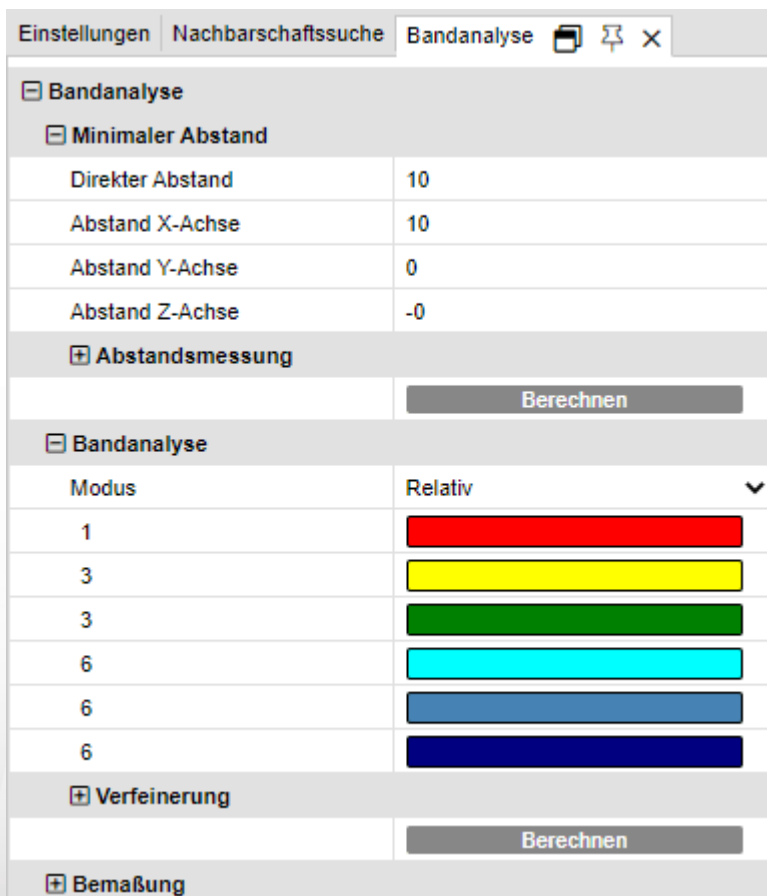 Einstellungen Nachbarschaftssuche Bandanalyse
Bandanalyse
Minimaler Abstand
Direkter Abstand 10
Abstand X-Achse 10
Abstand Y-Achse 0
Abstand Z-Achse -0
Abstandsmessung
Berechnen
Bandanalyse
Modus Relativ
1
3
3
6
6
6
Verfeinerung
Berechnen
Bemaßung